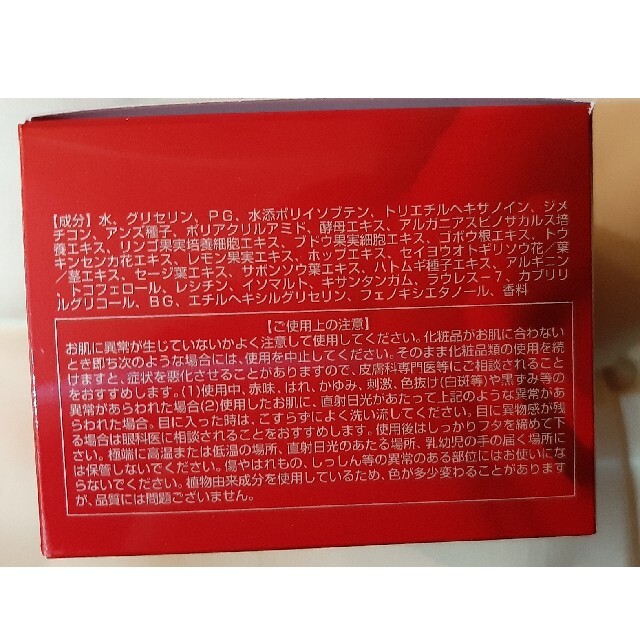 【成分】水、グリセリン、PG、水添ポリイソブテン、トリエチルヘキサノイン、ジメ
チコン、アンズ種子、ポリアクリルアミド、酵母エキス、アルカニアスピノサカルス培
養エキス、リンゴ果実培養細胞エキス、ブドウ果実細胞エキス、ゴボウ根エキス、トウ
キンセンカ花エキス、レモン果実エキス、ホップエキス、セイヨウオトギリソウ花／葉
／茎エキス、セージ葉エキス、サボンソウ葉エキス、ハトムギ種子エキス、アルギニン
、トコフェロール、レシチン、イソマルト、キサンタンガム、ラウレス－7、カプリリ
ルグリコール、BG、エチルヘキシルグリセリン、フェノキシエタノール、香料
【ご使用上の注意】
お肌に異常が生じていないかよく注意して使用してください。化粧品がお肌に合わない
とき即ち次のような場合には、使用を中止してください。そのまま化粧品類の使用を続
けますと、症状を悪化させることがありますので、皮膚科専門医等にご相談されること
をおすすめします。(1)使用中、赤味、はれ、かゆみ、刺激、色抜け(白斑等)や黒ずみ等の
異常があらわれた場合(2)使用したお肌に、直射日光があたって上記のような異常があ
らわれた場合、目に入った時は、こすらずによく洗い流してください。目に異物感が残
る場合は眼科医に相談されることをおすすめします。使用後はしっかりフタを締めて下
さい。極端に高温または低温の場所、直射日光のあたる場所、乳幼児の手の届く場所に
は保管しないでください。傷やはれもの、しっしん等の異常のある部位にはお使いにな
らないでください。植物由来成分を使用しているため、色が多少変わることがあります
が、品質には問題ございません。